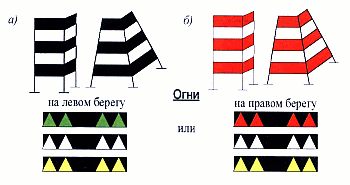 а) б)
Огни
на левом берегу на правом берегу
или